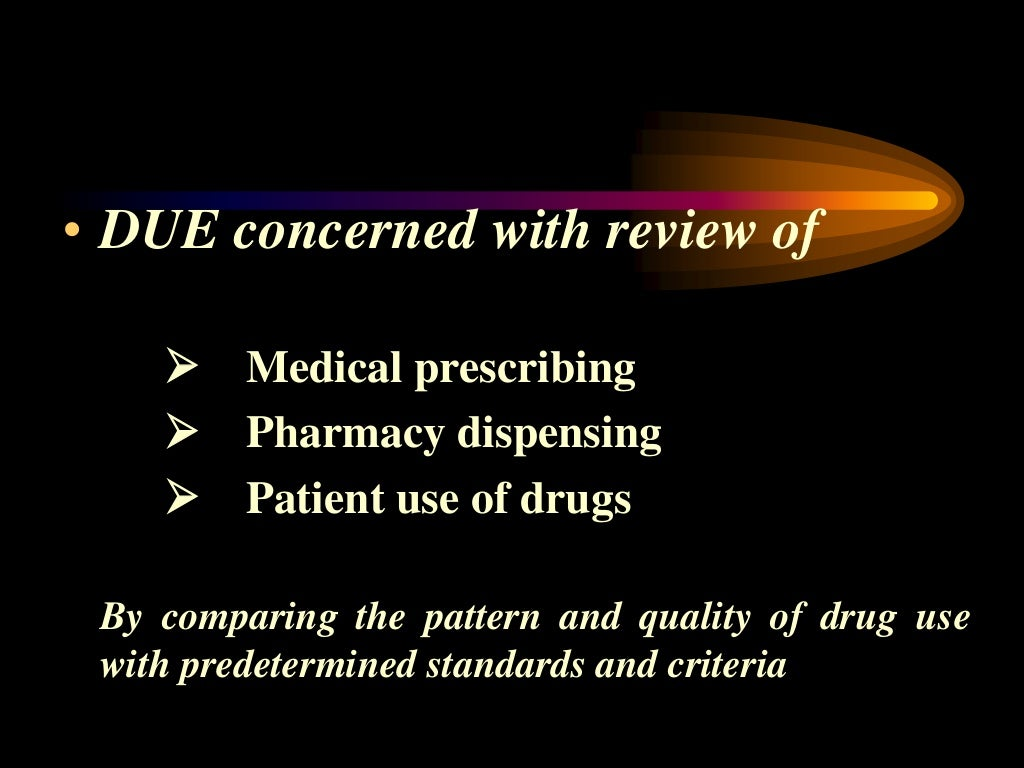 • DUE concerned with review of
➢ Medical prescribing
➢ Pharmacy dispensing
➢ Patient use of drugs
By comparing the pattern and quality of drug use
with predetermined standards and criteria